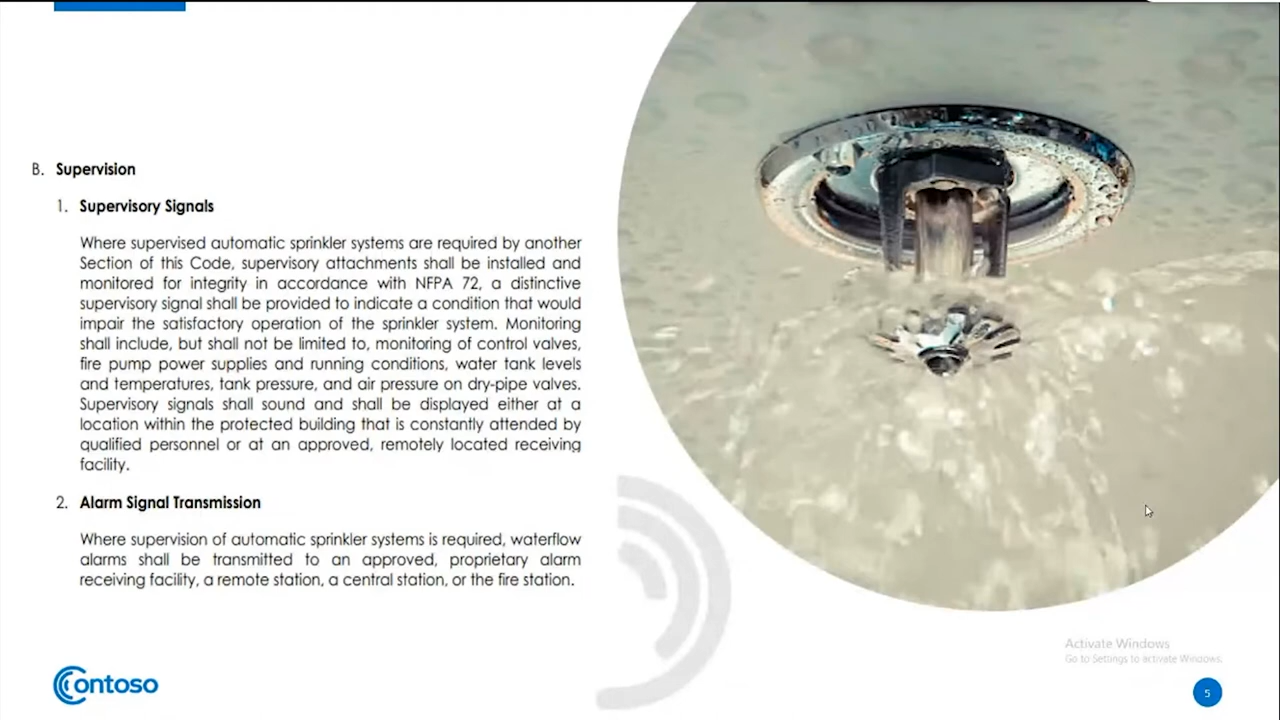 B. Supervision
1. Supervisory Signals
Where supervised automatic sprinkler systems are required by another
Section of this Code, supervisory attachments shall be installed and
monitored for integrity in accordance with NFPA 72, a distinctive
supervisory signal shall be provided to indicate a condition that would
impair the satisfactory operation of the sprinkler system. Monitoring
shall include, but shall not be limited to, monitoring of control valves,
fire pump power supplies and running conditions, water tank levels
and temperatures, tank pressure, and air pressure on dry-pipe valves.
Supervisory signals shall sound and shall be displayed either at a
location within the protected building that is constantly attended by
qualified personnel or at an approved, remotely located receiving
facility.
2. Alarm Signal Transmission
Where supervision of automatic sprinkler systems is required, waterflow
alarms shall be transmitted to an approved, proprietary alarm
receiving facility, a remote station, a central station, or the fire station.
Activate Windows
Go to Settings to activate Windows.
Contoso
5